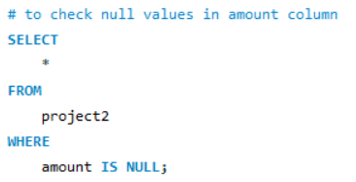 # to check null values in amount column
SELECT
*
FROM
project2
WHERE
amount IS NULL;